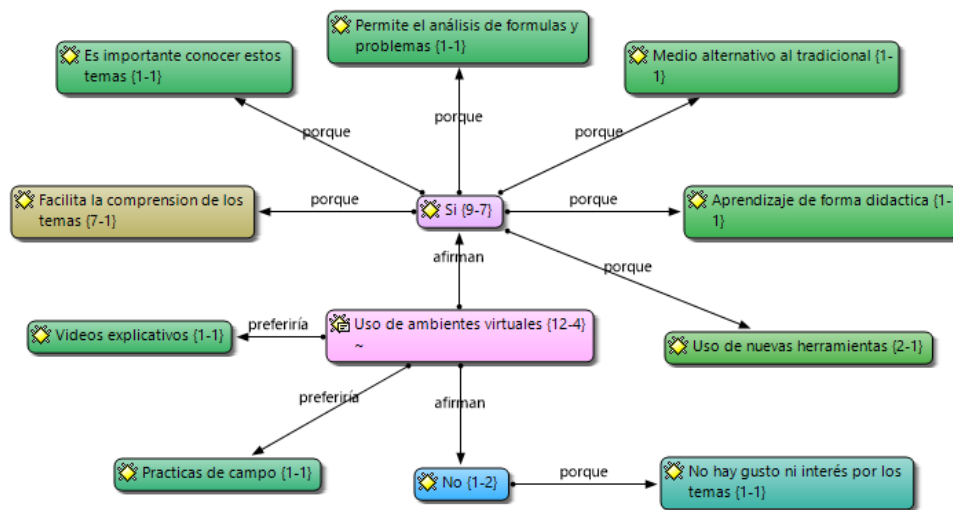 Permite el análisis de formulas y
problemas {1-1}
Es importante conocer estos
temas {1-1}
Medio alternativo al tradicional {1-
1}
porque
porque
porque
Facilita la comprension de los
temas {7-1}
porque
Si {9-7}
porque
Aprendizaje de forma didactica {1-
1}
afirman
porque
Videos explicativos {1-1}
preferiría
Uso de ambientes virtuales {12-4}
~
Uso de nuevas herramientas {2-1}
preferiría
afirman
Practicas de campo {1-1}
No {1-2}
porque
No hay gusto ni interés por los
temas {1-1}